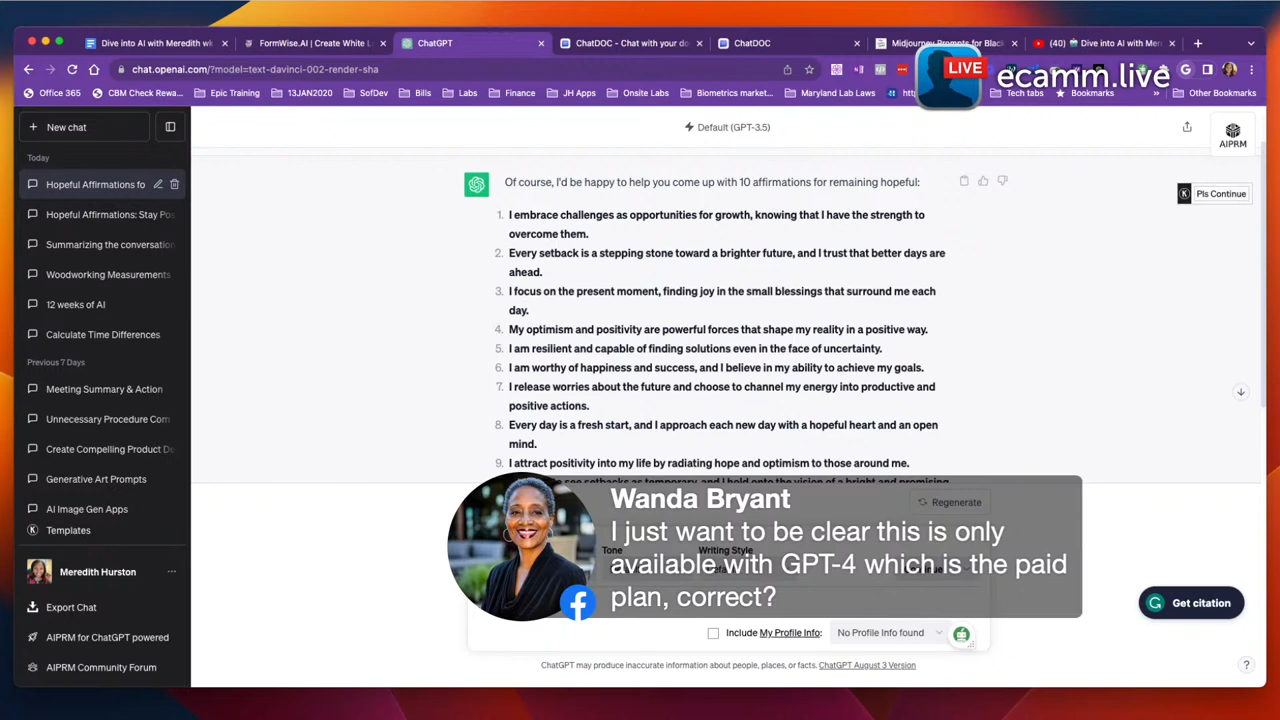 Dive into AI with Meredith wk
FormWise.AI | Create White L
ChatGPT
ChatDOC - Chat with your do
ChatDOC
Midjourney Prompts for Black
(40) Dive into AI with Mer
LIVE
ecamm.live
chat.openai.com/?model=text-davinci-002-render-sha
Office 365
CBM Check Rewa...
Epic Training
13JAN2020
SofDev
Bills
Labs
Finance
JH Apps
Onsite Labs
Biometrics market...
Maryland Lab Laws
Tech tabs
Bookmarks
Other Bookmarks
New chat
Default (GPT-3.5)
AIPRM
Today
Hopeful Affirmations fo
Hopeful Affirmations: Stay Pos
Summarizing the conversation
Woodworking Measurements
12 weeks of AI
Calculate Time Differences
Previous 7 Days
Meeting Summary & Action
Unnecessary Procedure Com
Create Compelling Product De
Generative Art Prompts
AI Image Gen Apps
Templates
Meredith Hurston
Export Chat
AIPRM for ChatGPT powered
AIPRM Community Forum
Of course, I'd be happy to help you come up with 10 affirmations for remaining hopeful:
Pls Continue
1. I embrace challenges as opportunities for growth, knowing that I have the strength to
overcome them.
2. Every setback is a stepping stone toward a brighter future, and I trust that better days are
ahead.
3. I focus on the present moment, finding joy in the small blessings that surround me each
day.
4. My optimism and positivity are powerful forces that shape my reality in a positive way.
5. I am resilient and capable of finding solutions even in the face of uncertainty.
6. I am worthy of happiness and success, and I believe in my ability to achieve my goals.
7. I release worries about the future and choose to channel my energy into productive and
positive actions.
8. Every day is a fresh start, and I approach each new day with a hopeful heart and an open
mind.
9. I attract positivity into my life by radiating hope and optimism to those around me.
Regenerate
Tone
Writing Style
Wanda Bryant
I just want to be clear this is only
available with GPT-4 which is the paid
plan, correct?
Get citation
Include My Profile Info:
No Profile Info found
ChatGPT may produce inaccurate information about people, places, or facts. ChatGPT August 3 Version